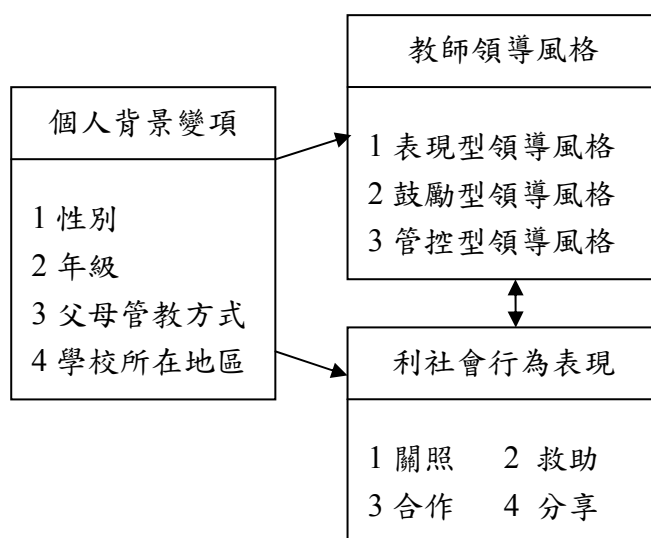 個人背景變項
1 性別
2 年級
3 父母管教方式
4 學校所在地區
教師領導風格
1 表現型領導風格
2 鼓勵型領導風格
3 管控型領導風格
利社會行為表現
1 關照 2 救助
3 合作 4 分享